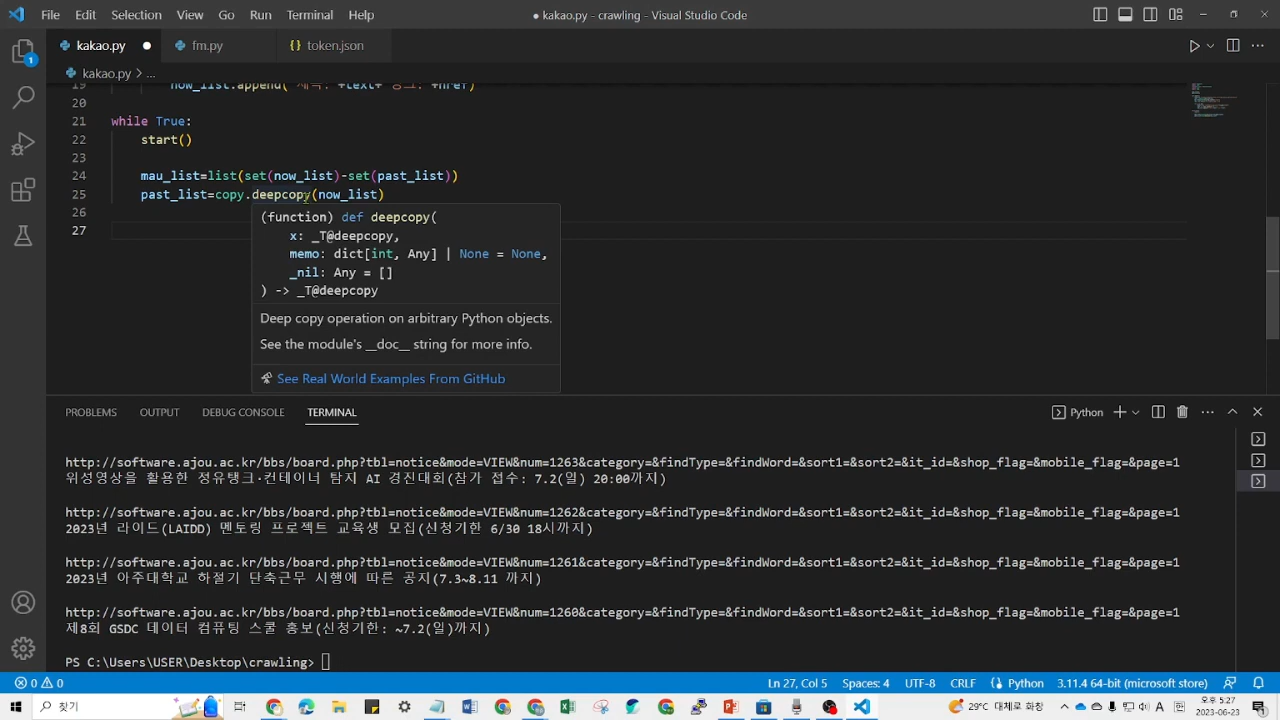 File Edit Selection View Go Run Terminal Help
● kakao.py - crawling - Visual Studio Code
kakao.py ● fm.py {} token.json
kakao.py > ...
19 now_list.append("제목: "+text+" 링크: "+href)
20
21 while True:
22 start()
23
24 mau_list=list(set(now_list)-set(past_list))
25 past_list=copy.deepcopy(now_list)
26
27
(function) def deepcopy(
x: _T@deepcopy,
memo: dict[int, Any] | None = None,
_nil: Any = []
) -> _T@deepcopy
Deep copy operation on arbitrary Python objects.
See the module's __doc__ string for more info.
See Real World Examples From GitHub
PROBLEMS OUTPUT DEBUG CONSOLE TERMINAL
Python
http://software.ajou.ac.kr/bbs/board.php?tbl=notice&mode=VIEW&num=1263&category=&findType=&findWord=&sort1=&sort2=&it_id=&shop_flag=&mobile_flag=&page=1
위성영상을 활용한 정유탱크·컨테이너 탐지 AI 경진대회(참가 접수: 7.2(일) 20:00까지)
http://software.ajou.ac.kr/bbs/board.php?tbl=notice&mode=VIEW&num=1262&category=&findType=&findWord=&sort1=&sort2=&it_id=&shop_flag=&mobile_flag=&page=1
2023년 라이드(LAIDD) 멘토링 프로젝트 교육생 모집(신청기한 6/30 18시까지)
http://software.ajou.ac.kr/bbs/board.php?tbl=notice&mode=VIEW&num=1261&category=&findType=&findWord=&sort1=&sort2=&it_id=&shop_flag=&mobile_flag=&page=1
2023년 아주대학교 하절기 단축근무 시행에 따른 공지(7.3~8.11 까지)
http://software.ajou.ac.kr/bbs/board.php?tbl=notice&mode=VIEW&num=1260&category=&findType=&findWord=&sort1=&sort2=&it_id=&shop_flag=&mobile_flag=&page=1
제8회 GSDC 데이터 컴퓨팅 스쿨 홍보(신청기한: ~7.2(일)까지)
PS C:\Users\USER\Desktop\crawling>
0 0 Ln 27, Col 5 Spaces: 4 UTF-8 CRLF {} Python 3.11.4 64-bit (microsoft store)
찾기 29°C 대체로 화창 A 한 오후 5:27
2023-06-23